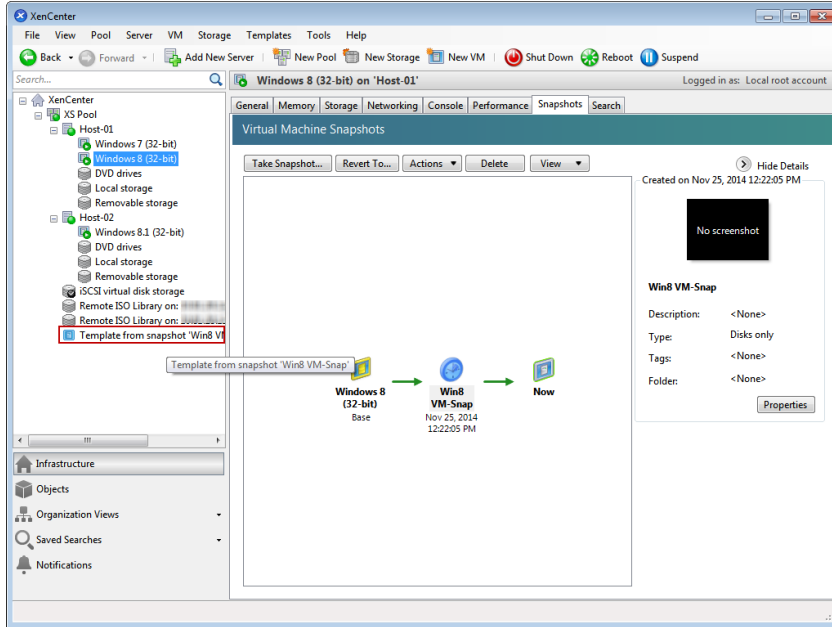 XenCenter
File View Pool Server VM Storage Templates Tools Help
Back Forward Add New Server New Pool New Storage New VM Shut Down Reboot Suspend
Search...
Windows 8 (32-bit) on 'Host-01' Logged in as: Local root account
XenCenter
XS Pool
Host-01
Windows 7 (32-bit)
Windows 8 (32-bit)
DVD drives
Local storage
Removable storage
Host-02
Windows 8.1 (32-bit)
DVD drives
Local storage
Removable storage
iSCSI virtual disk storage
Remote ISO Library on:
Remote ISO Library on:
Template from snapshot 'Win8 VM
Template from snapshot 'Win8 VM-Snap'
Infrastructure
Objects
Organization Views
Saved Searches
Notifications
General Memory Storage Networking Console Performance Snapshots Search
Virtual Machine Snapshots
Take Snapshot... Revert To... Actions Delete View
Hide Details
Windows 8
(32-bit)
Base
Win8
VM-Snap
Nov 25, 2014
12:22:05 PM
Now
Created on Nov 25, 2014 12:22:05 PM
No screenshot
Win8 VM-Snap
Description: <None>
Type: Disks only
Tags: <None>
Folder: <None>
Properties